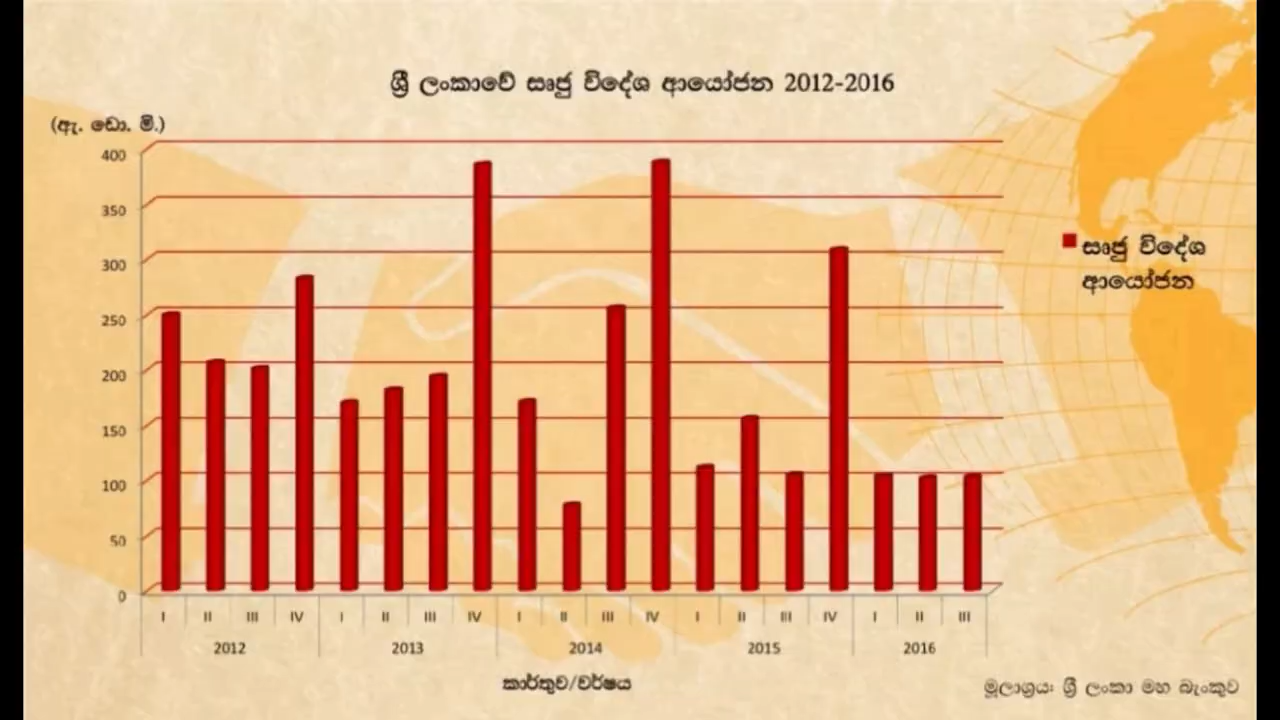 ශ්‍රී ලංකාවේ සෘජු විදේශ ආයෝජන 2012-2016
(ඇ. ඩො. මි.)
400
350
300
250
200
150
100
50
0
සෘජු විදේශ
ආයෝජන
I II III IV I II III IV I II III IV I II III IV I II III
2012 2013 2014 2015 2016
කාර්තුව/වර්ෂය
මූලාශ්‍රය: ශ්‍රී ලංකා මහ බැංකුව